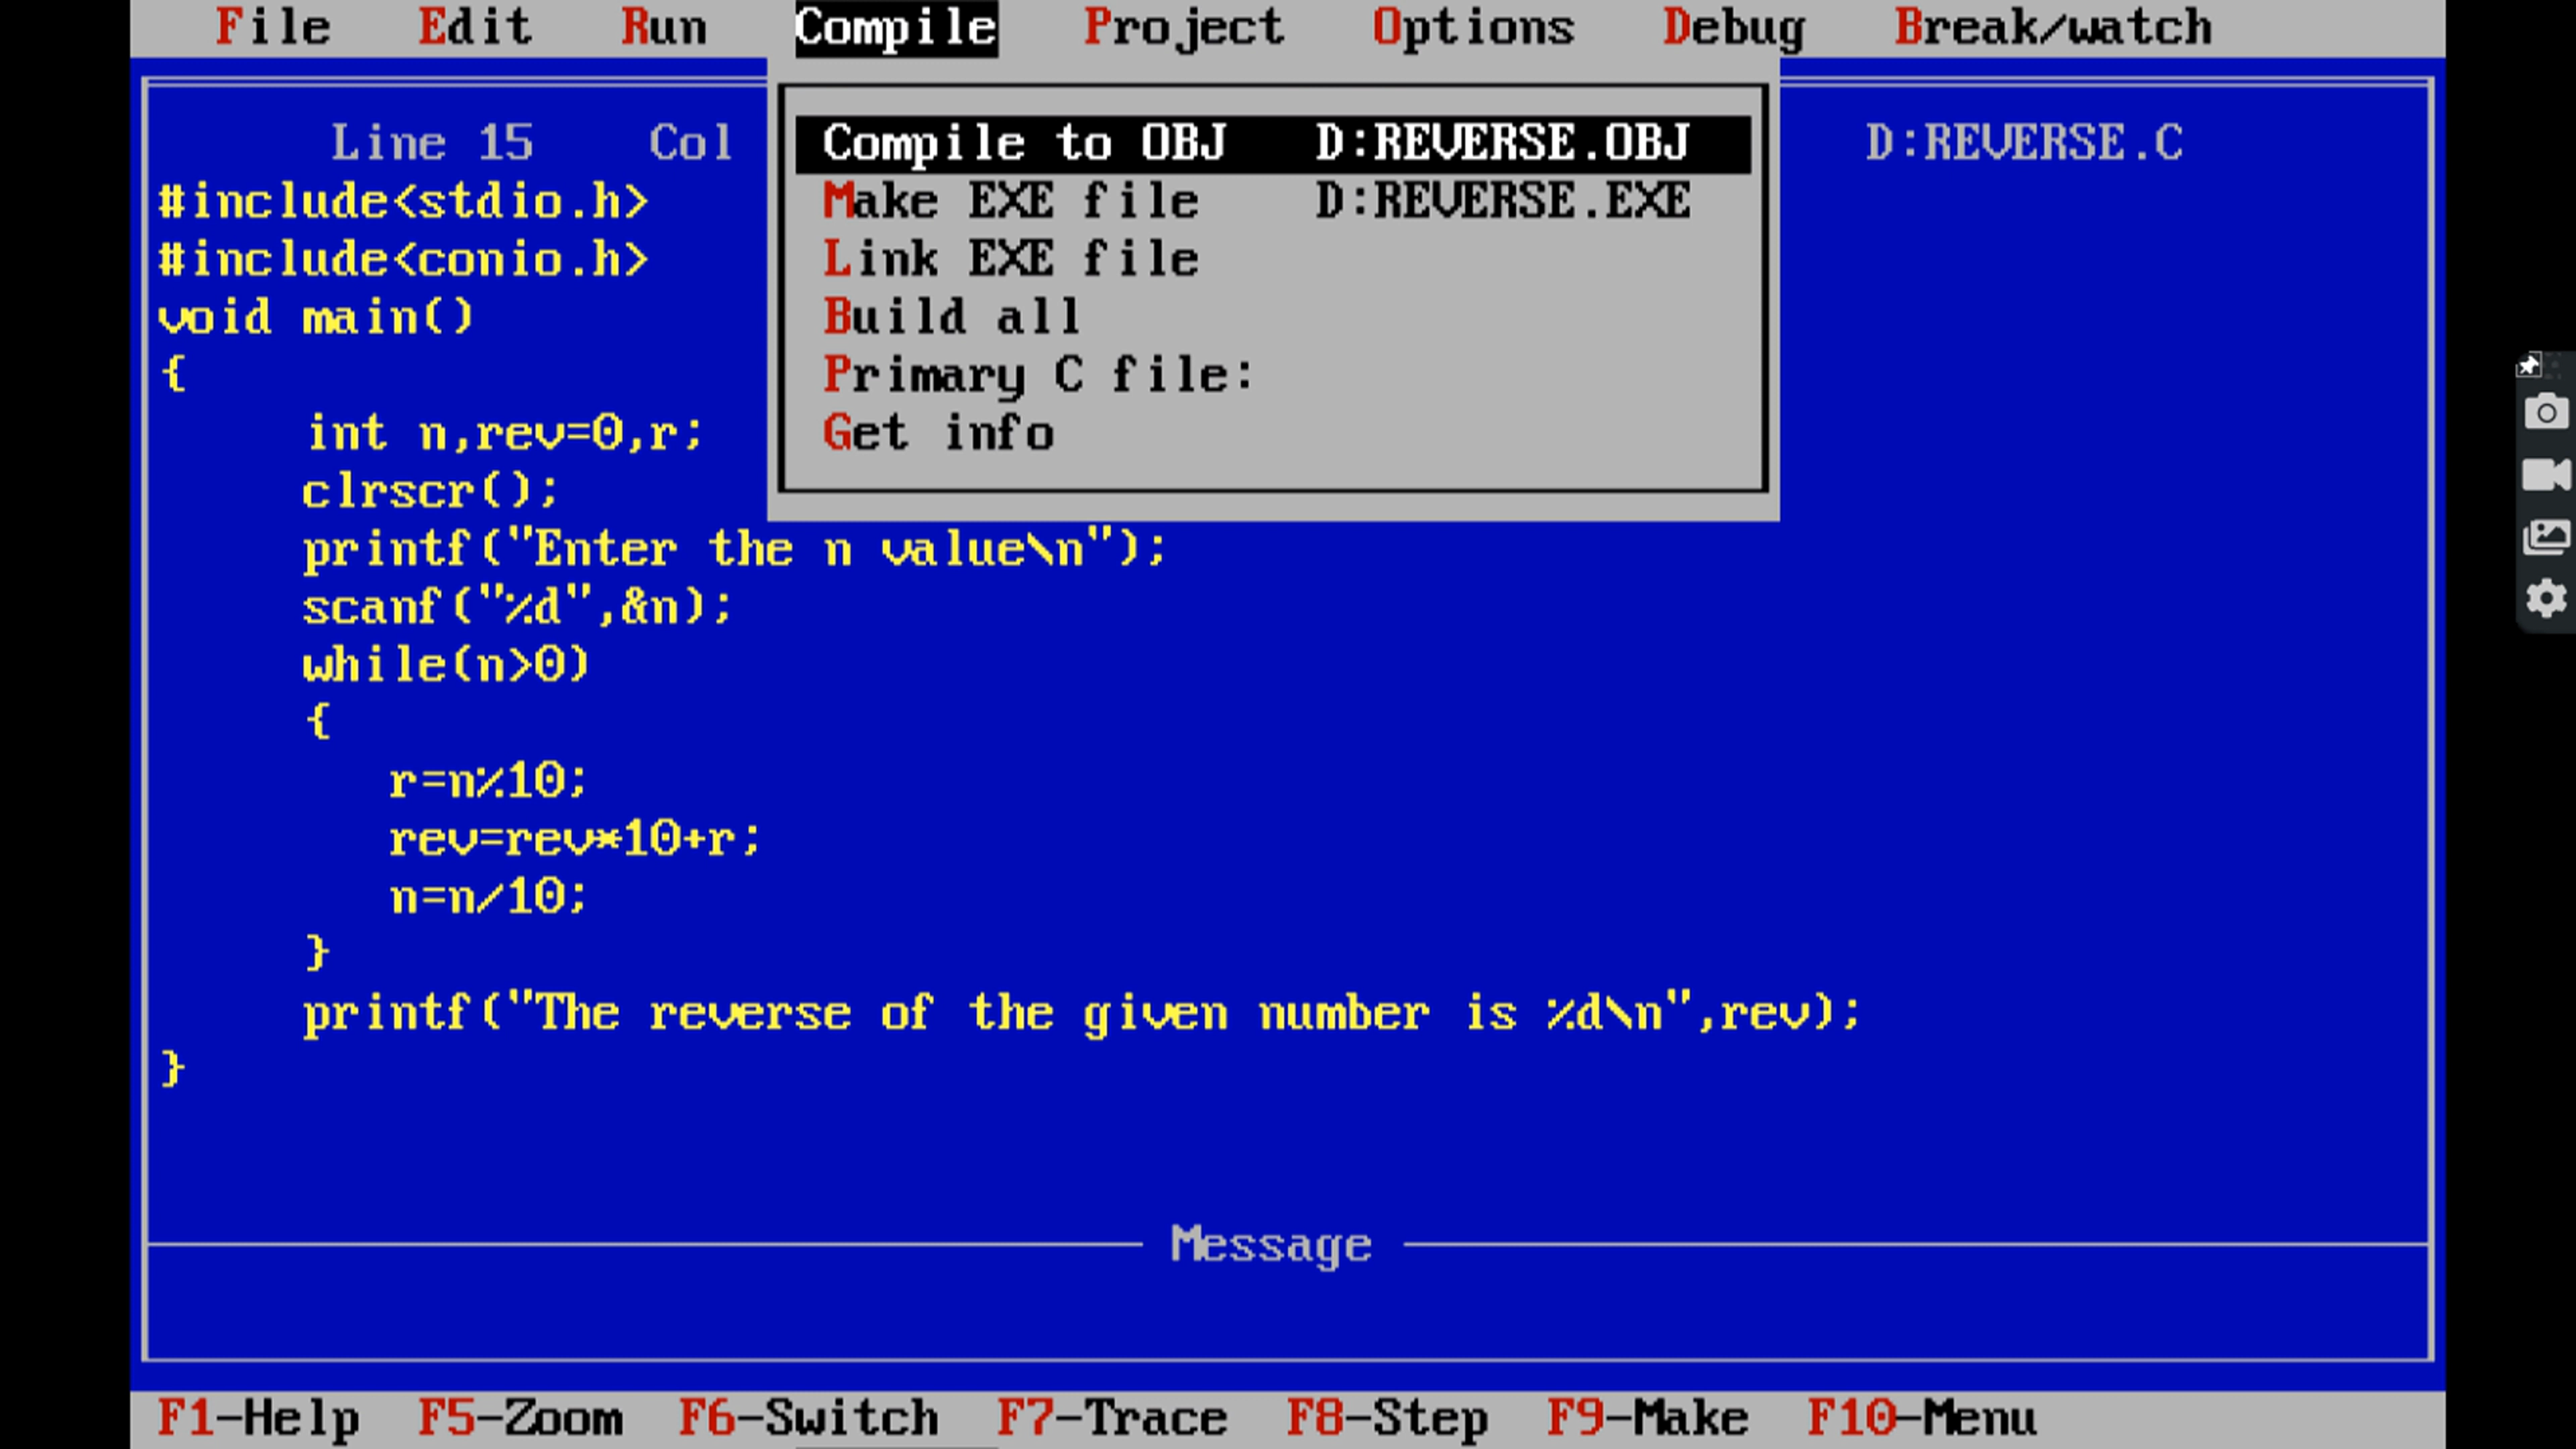 File Edit Run Compile Project Options Debug Break/watch
Line 15 Col D:REVERSE.C
Compile to OBJ D:REVERSE.OBJ
Make EXE file D:REVERSE.EXE
Link EXE file
Build all
Primary C file:
Get info
#include<stdio.h>
#include<conio.h>
void main()
{
int n,rev=0,r;
clrscr();
printf("Enter the n value\n");
scanf("%d",&n);
while(n>0)
{
r=n%10;
rev=rev*10+r;
n=n/10;
}
printf("The reverse of the given number is %d\n",rev);
}
Message
F1-Help F5-Zoom F6-Switch F7-Trace F8-Step F9-Make F10-Menu